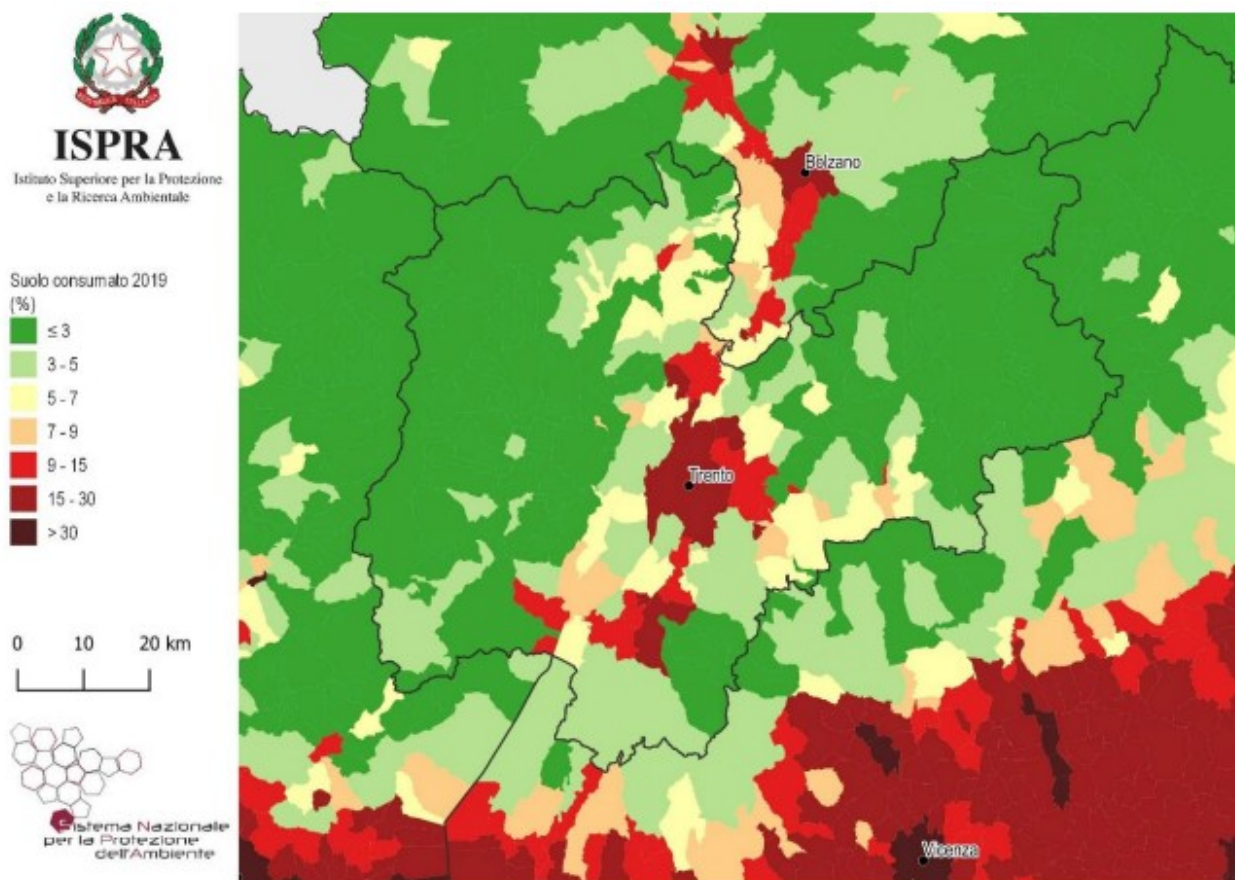 ISPRA
Istituto Superiore per la Protezione
e la Ricerca Ambientale
Suolo consumato 2019
(%)
≤ 3
3 - 5
5 - 7
7 - 9
9 - 15
15 - 30
> 30
0 10 20 km
Sistema Nazionale
per la Protezione
dell'Ambiente
Bolzano
Trento
Vicenza